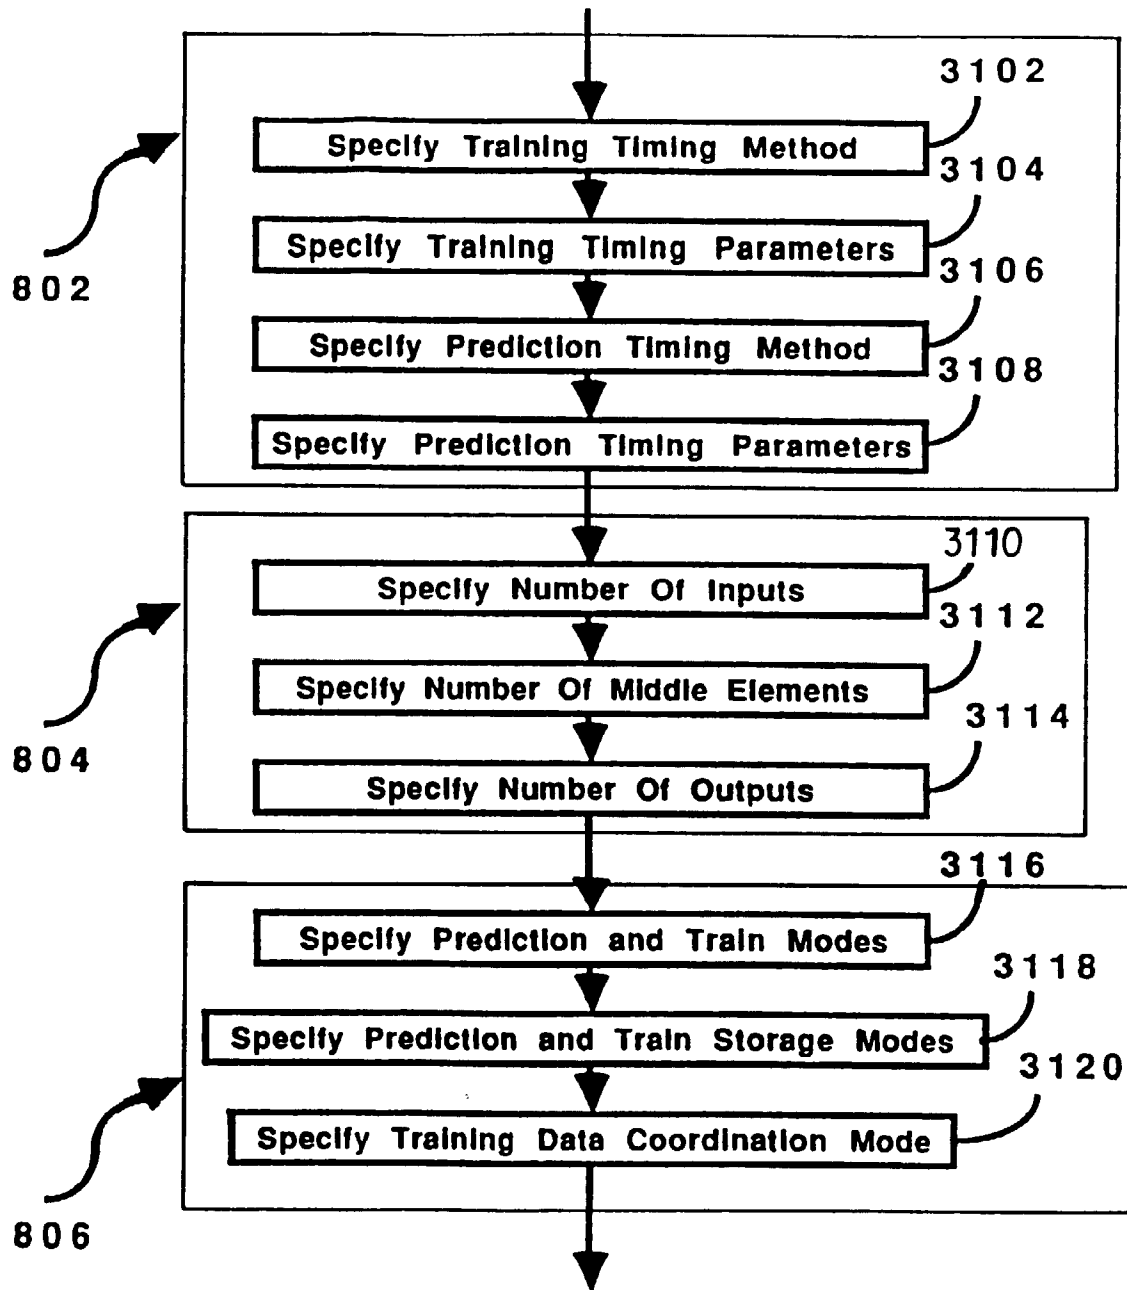 3102
Specify Training Timing Method
3104
Specify Training Timing Parameters
802
3106
Specify Prediction Timing Method
3108
Specify Prediction Timing Parameters
3110
Specify Number Of Inputs
3112
Specify Number Of Middle Elements
3114
804
Specify Number Of Outputs
3116
Specify Prediction and Train Modes
3118
Specify Prediction and Train Storage Modes
3120
Specify Training Data Coordination Mode
806